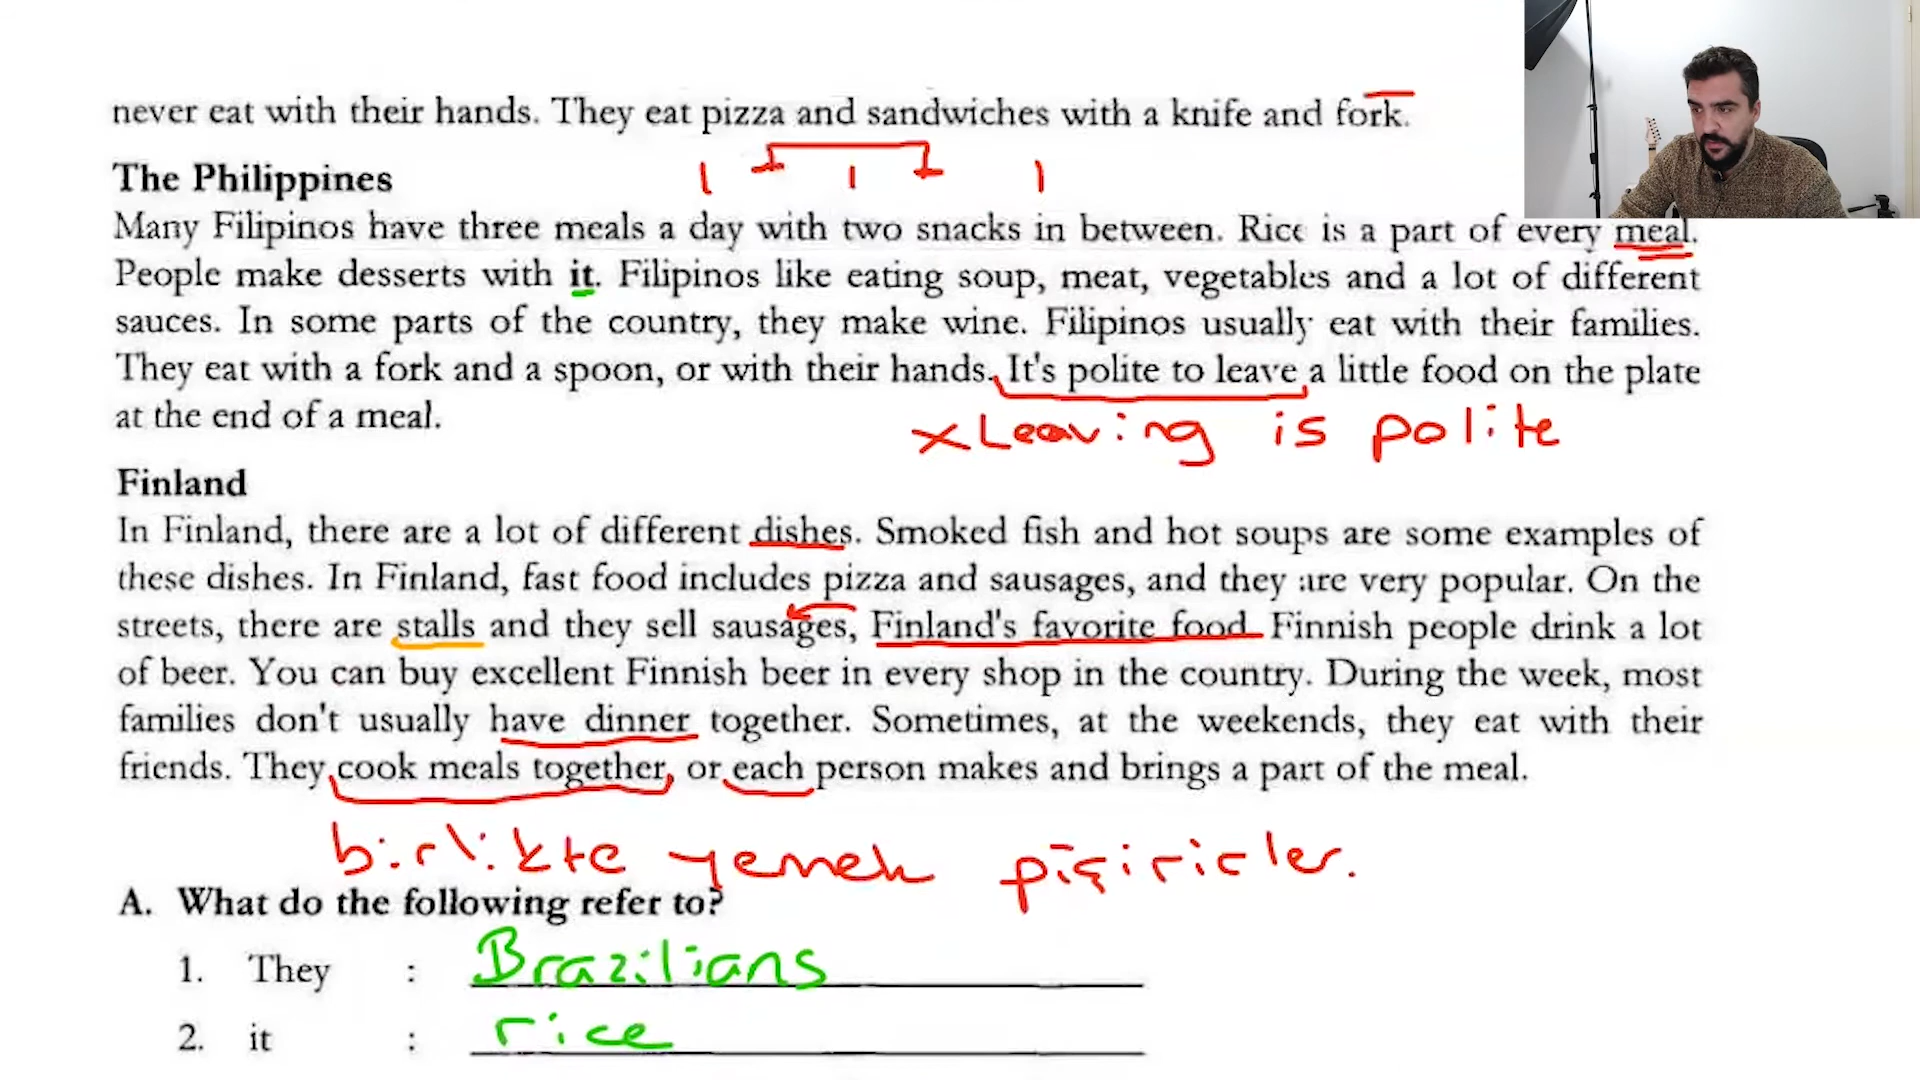 never eat with their hands. They eat pizza and sandwiches with a knife and fork.
The Philippines
Many Filipinos have three meals a day with two snacks in between. Rice is a part of every meal.
People make desserts with it. Filipinos like eating soup, meat, vegetables and a lot of different
sauces. In some parts of the country, they make wine. Filipinos usually eat with their families.
They eat with a fork and a spoon, or with their hands. It's polite to leave a little food on the plate
at the end of a meal.
x Leaving is polite
Finland
In Finland, there are a lot of different dishes. Smoked fish and hot soups are some examples of
these dishes. In Finland, fast food includes pizza and sausages, and they are very popular. On the
streets, there are stalls and they sell sausages, Finland's favorite food. Finnish people drink a lot
of beer. You can buy excellent Finnish beer in every shop in the country. During the week, most
families don't usually have dinner together. Sometimes, at the weekends, they eat with their
friends. They cook meals together, or each person makes and brings a part of the meal.
birlikte yemek pişirirler.
A. What do the following refer to?
1. They : Brazilians
2. it : rice